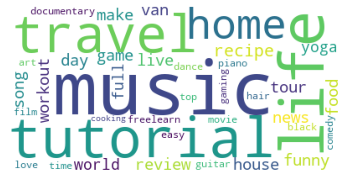 documentary
van
make
travel
home
life
recipe
yoga
art
day
game
live
dance
piano
song
workout
full
music
gaming
tour
film
top
hair
news
food
tutorial
cooking
freelearn
movie
black
comedy
easy
love
time
world
review
guitar
house
funny